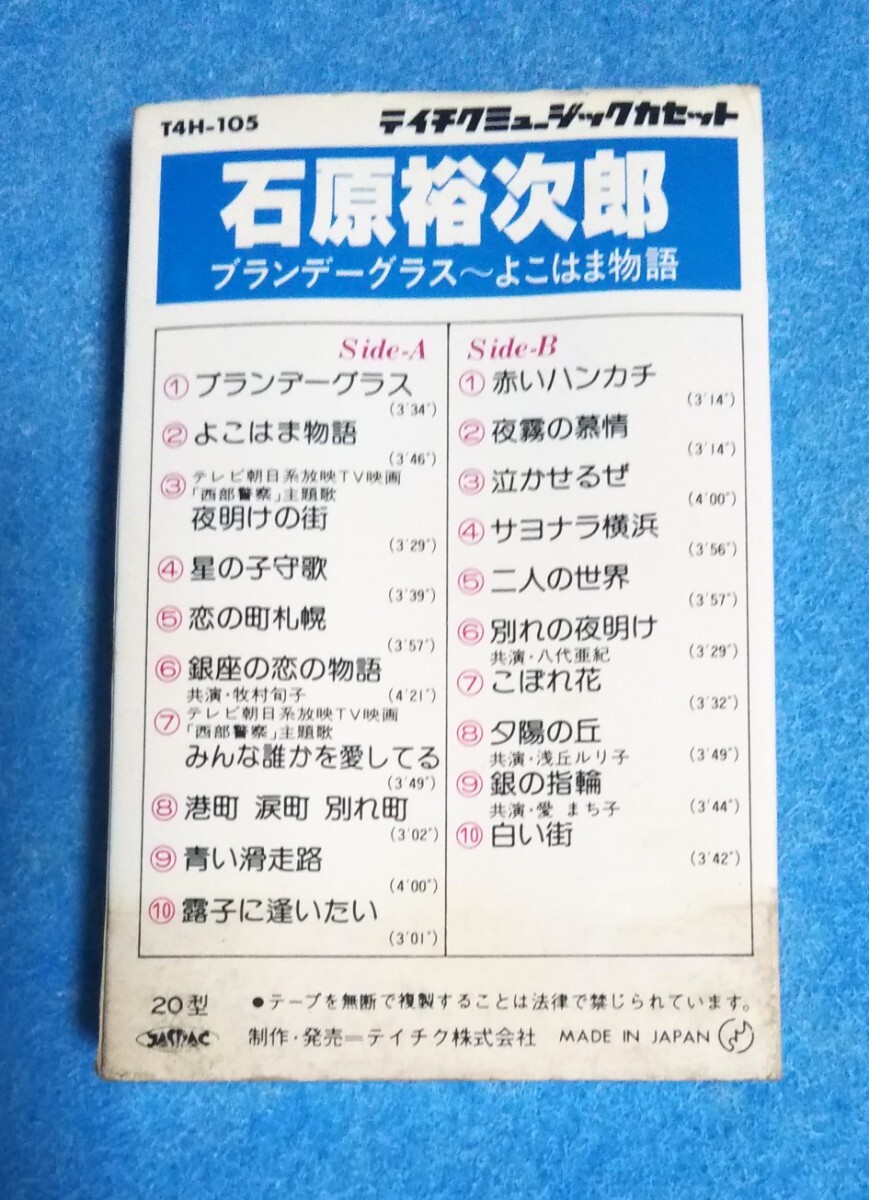 T4H-105 テイチクミュージックカセット
石原裕次郎
ブランデーグラス～よこはま物語
Side-A
① ブランデーグラス
(3'34")
② よこはま物語
(3'46")
③ テレビ朝日系放映TV映画
「西部警察」主題歌
夜明けの街
(3'29")
④ 星の子守歌
(3'39")
⑤ 恋の町札幌
(3'57")
⑥ 銀座の恋の物語
共演・牧村旬子 (4'21")
⑦ テレビ朝日系放映TV映画
「西部警察」主題歌
みんな誰かを愛してる
(3'49")
⑧ 港町 涙町 別れ町
(3'02")
⑨ 青い滑走路
(4'00")
⑩ 露子に逢いたい
(3'01")
Side-B
① 赤いハンカチ
(3'14")
② 夜霧の慕情
(3'14")
③ 泣かせるぜ
(4'00")
④ サヨナラ横浜
(3'56")
⑤ 二人の世界
(3'57")
⑥ 別れの夜明け
共演・八代亜紀 (3'29")
⑦ こぼれ花
(3'32")
⑧ 夕陽の丘
共演・浅丘ルリ子 (3'49")
⑨ 銀の指輪
共演・愛 まち子 (3'44")
⑩ 白い街
(3'42")
20型 ●テープを無断で複製することは法律で禁じられています。
JASRAC 制作・発売＝テイチク株式会社 MADE IN JAPAN